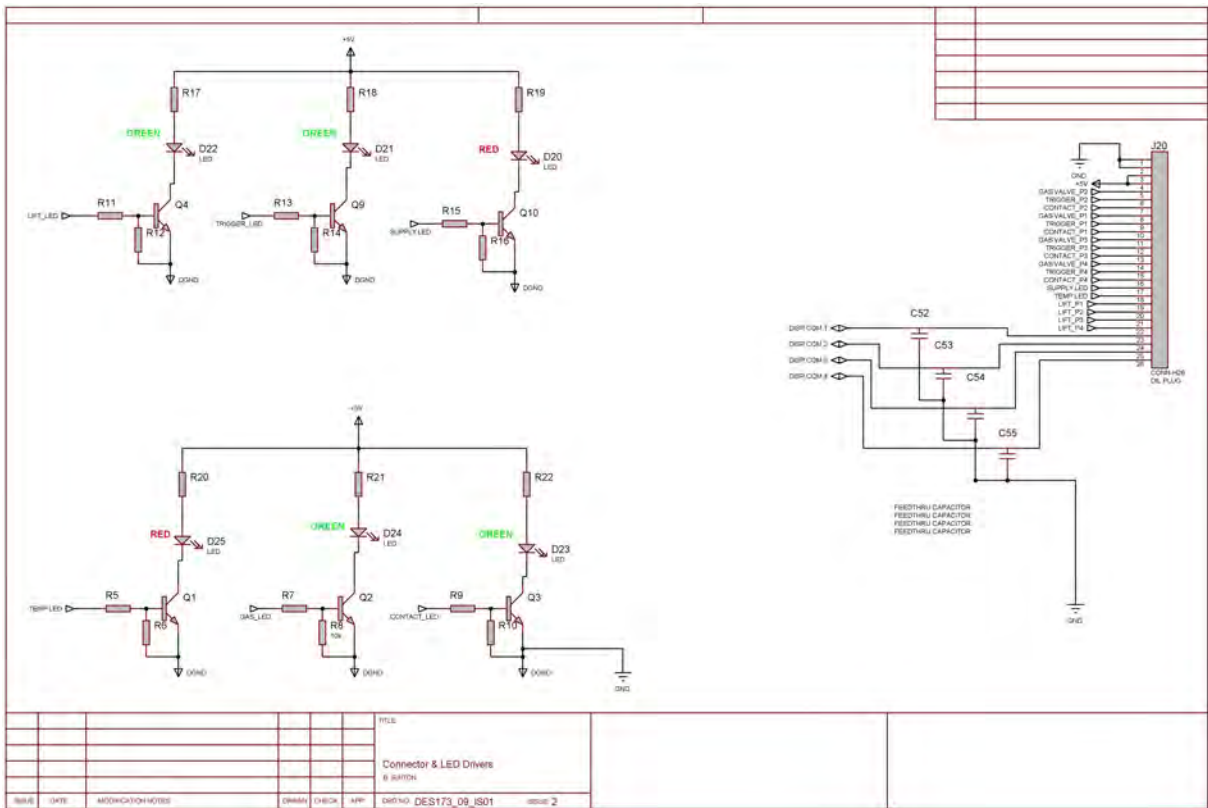 +5V
R17
R18
R19
GREEN
GREEN
RED
D22
LED
D21
LED
D20
LED
R11
Q4
R13
Q9
R15
Q10
LIFT_LED
TRIGGER_LED
SUPPLY LED
R12
R14
R16
DGND
DGND
DGND
J20
GND
+5V
GASVALVE_P2
TRIGGER_P2
CONTACT_P2
GASVALVE_P1
TRIGGER_P1
CONTACT_P1
GASVALVE_P3
TRIGGER_P3
CONTACT_P3
GASVALVE_P4
TRIGGER_P4
CONTACT_P4
SUPPLY LED
TEMP LED
LIFT_P1
LIFT_P2
LIFT_P3
LIFT_P4
1
2
3
4
5
6
7
8
9
10
11
12
13
14
15
16
17
18
19
20
21
22
23
24
25
26
CONN-H26
DIL PLUG
C52
C53
C54
C55
FEEDTHRU CAPACITOR
FEEDTHRU CAPACITOR
FEEDTHRU CAPACITOR
FEEDTHRU CAPACITOR
GND
+5V
R20
R21
R22
RED
GREEN
GREEN
D25
LED
D24
LED
D23
LED
R5
Q1
R7
Q2
R9
Q3
TEMP LED
GAS_LED
CONTACT_LED
R6
R8
10k
R10
DGND
DGND
DGND
GND
TITLE
Connector & LED Drivers
ISSUE
DATE
MODIFICATION NOTES
DRAWN
CHECK
APP
DRG NO. DES173_09_IS01
ISSUE 2